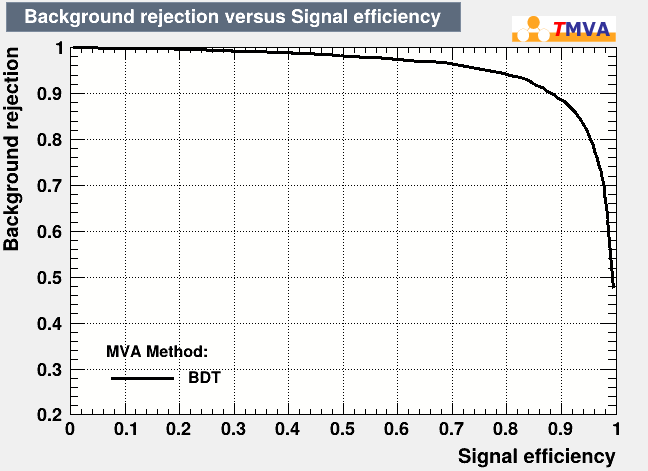 Background rejection versus Signal efficiency
TMVA
Background rejection
1
0.9
0.8
0.7
0.6
0.5
0.4
0.3
0.2
MVA Method:
BDT
0 0.1 0.2 0.3 0.4 0.5 0.6 0.7 0.8 0.9 1
Signal efficiency